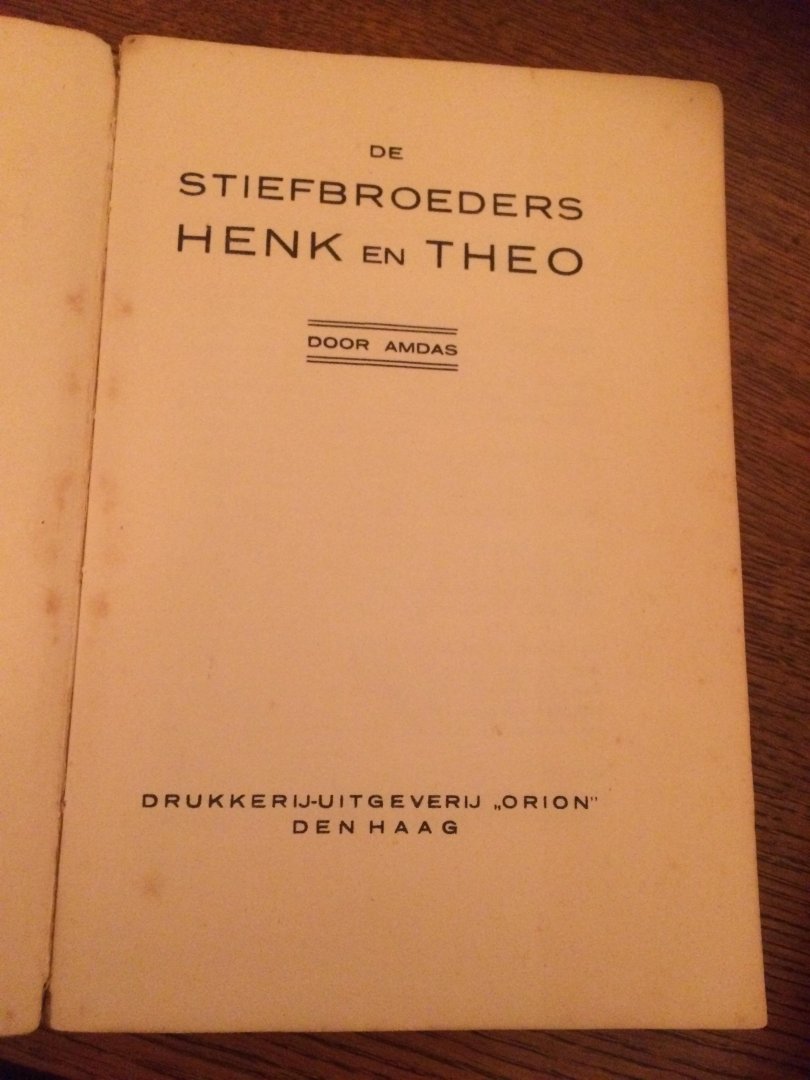 DE
STIEFBROEDERS
HENK EN THEO
DOOR AMDAS
DRUKKERIJ-UITGEVERIJ „ORION”
DEN HAAG